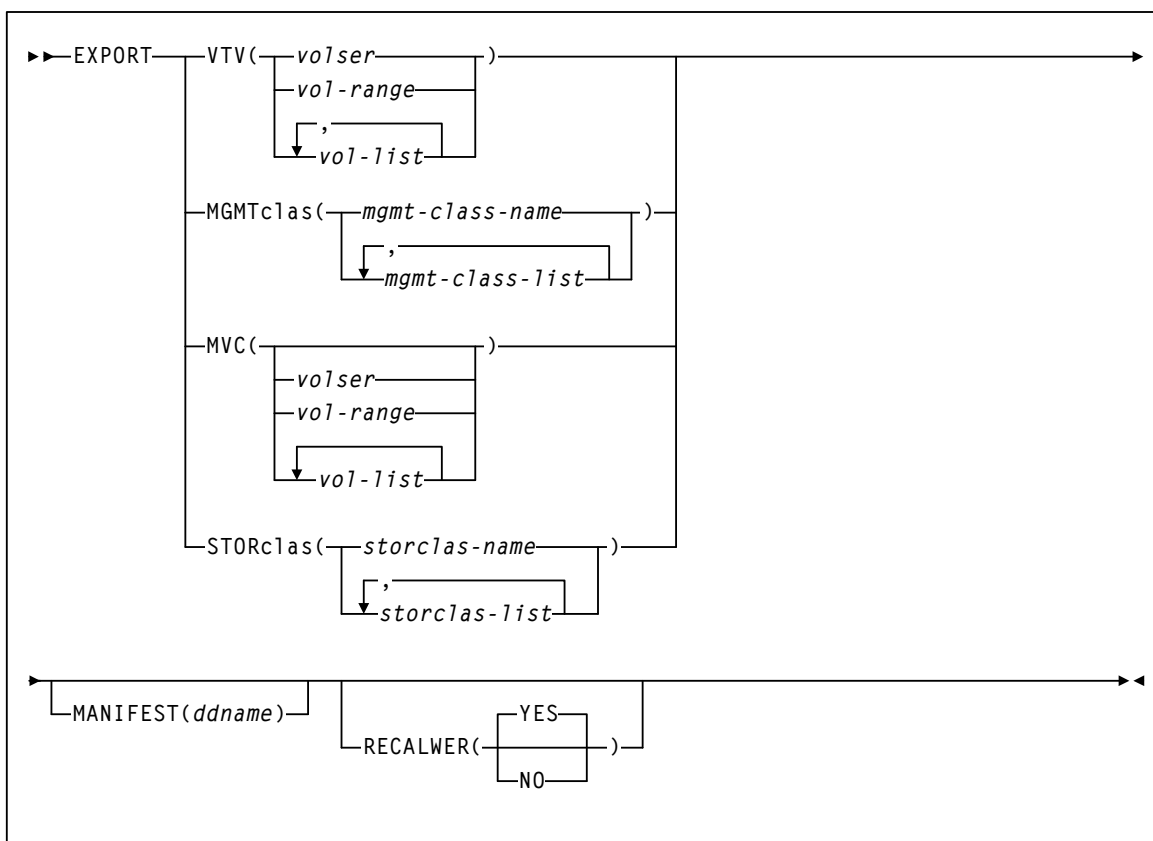 EXPORT VTV( volser )
vol-range
,
vol-list
MGMTclas( mgmt-class-name )
,
mgmt-class-list
MVC( )
volser
vol-range
vol-list
STORclas( storclas-name )
,
storclas-list
MANIFEST(ddname) YES
RECALWER( )
NO